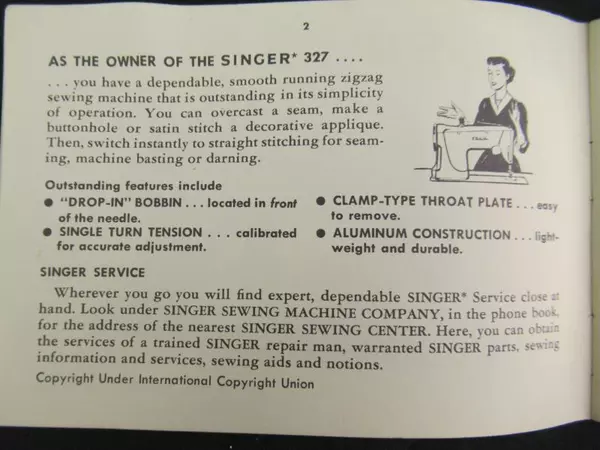 2
AS THE OWNER OF THE SINGER* 327 ....
. . . you have a dependable, smooth running zigzag
sewing machine that is outstanding in its simplicity
of operation. You can overcast a seam, make a
buttonhole or satin stitch a decorative applique.
Then, switch instantly to straight stitching for seam-
ing, machine basting or darning.
Outstanding features include
● "DROP-IN" BOBBIN . . . located in front
of the needle.
● SINGLE TURN TENSION . . . calibrated
for accurate adjustment.
● CLAMP-TYPE THROAT PLATE . . . easy
to remove.
● ALUMINUM CONSTRUCTION . . . light-
weight and durable.
SINGER SERVICE
Wherever you go you will find expert, dependable SINGER* Service close at
hand. Look under SINGER SEWING MACHINE COMPANY, in the phone book,
for the address of the nearest SINGER SEWING CENTER. Here, you can obtain
the services of a trained SINGER repair man, warranted SINGER parts, sewing
information and services, sewing aids and notions.
Copyright Under International Copyright Union